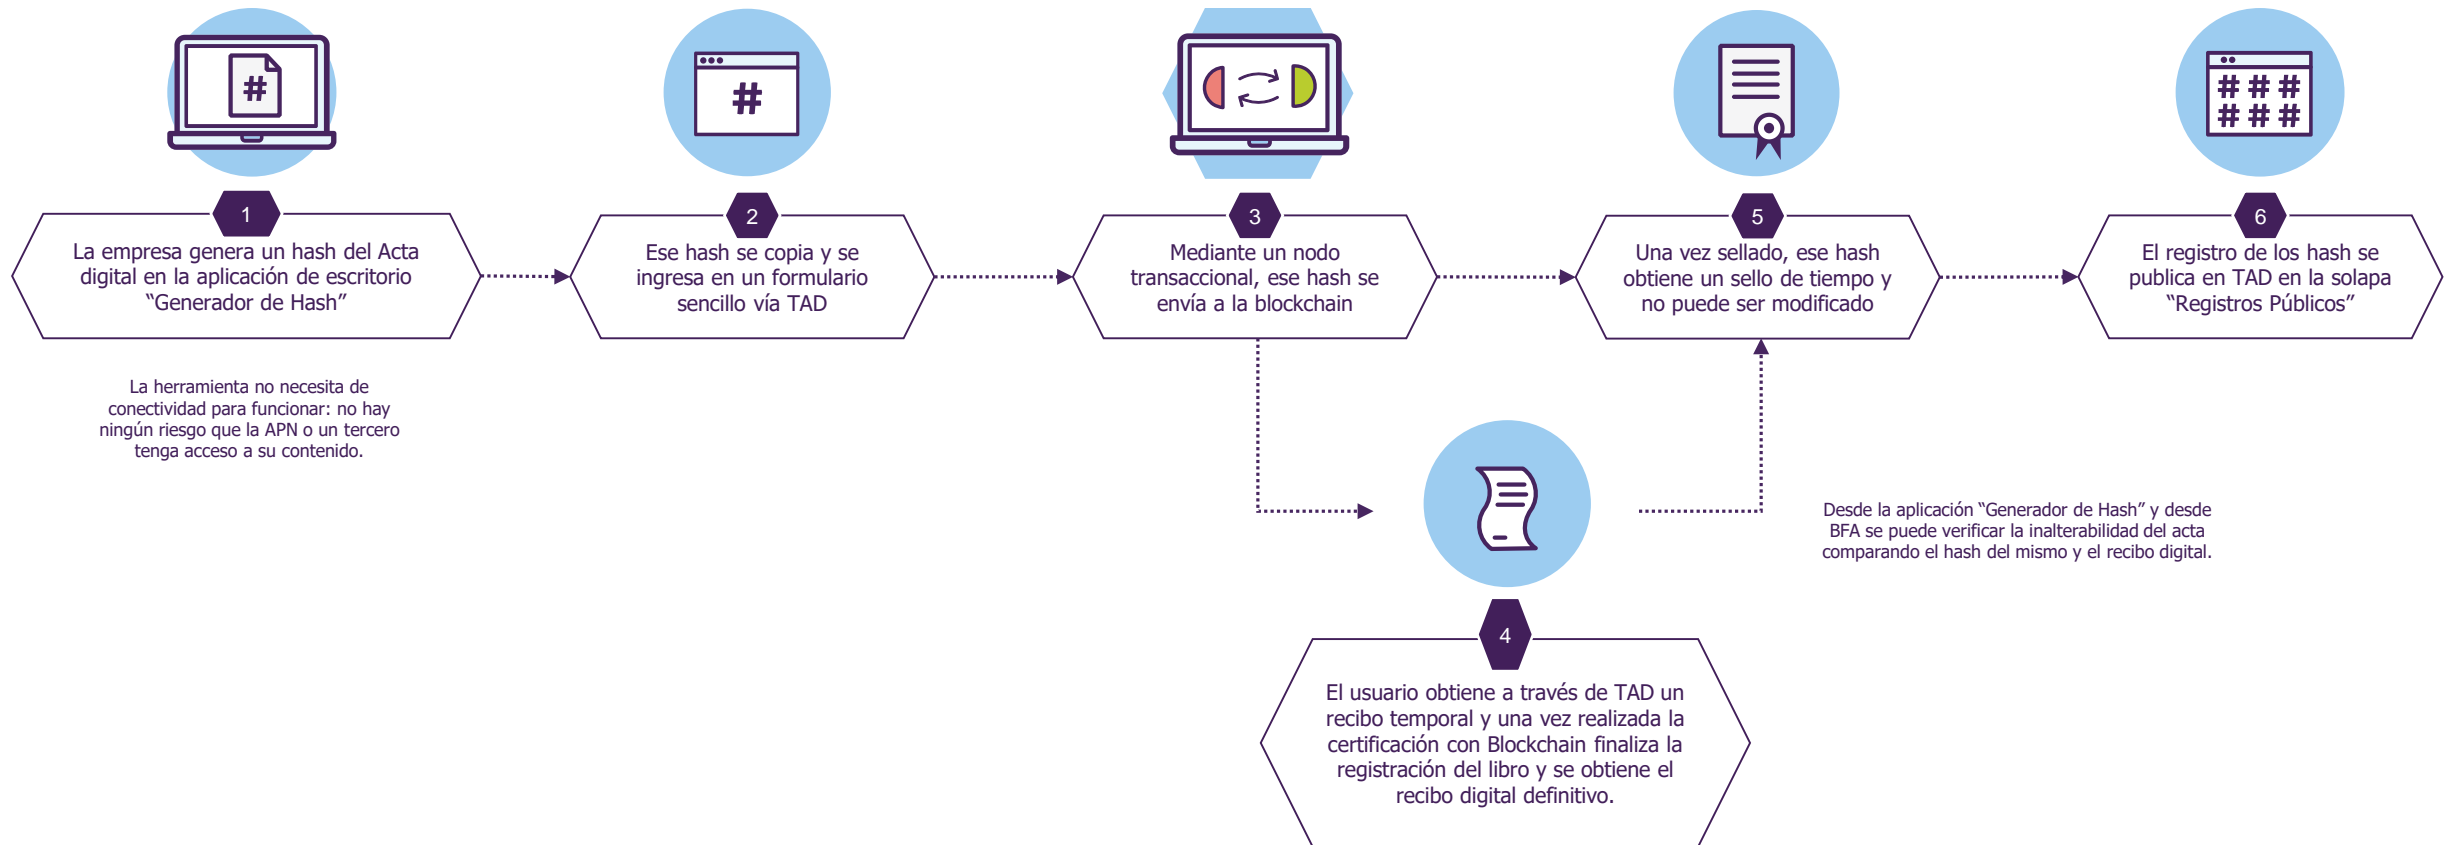 #
#
# # #
# # #
1
La empresa genera un hash del Acta
digital en la aplicación de escritorio
“Generador de Hash”
La herramienta no necesita de
conectividad para funcionar: no hay
ningún riesgo que la APN o un tercero
tenga acceso a su contenido.
2
Ese hash se copia y se
ingresa en un formulario
sencillo vía TAD
3
Mediante un nodo
transaccional, ese hash se
envía a la blockchain
4
El usuario obtiene a través de TAD un
recibo temporal y una vez realizada la
certificación con Blockchain finaliza la
registración del libro y se obtiene el
recibo digital definitivo.
5
Una vez sellado, ese hash
obtiene un sello de tiempo y
no puede ser modificado
6
El registro de los hash se
publica en TAD en la solapa
“Registros Públicos”
Desde la aplicación “Generador de Hash” y desde
BFA se puede verificar la inalterabilidad del acta
comparando el hash del mismo y el recibo digital.